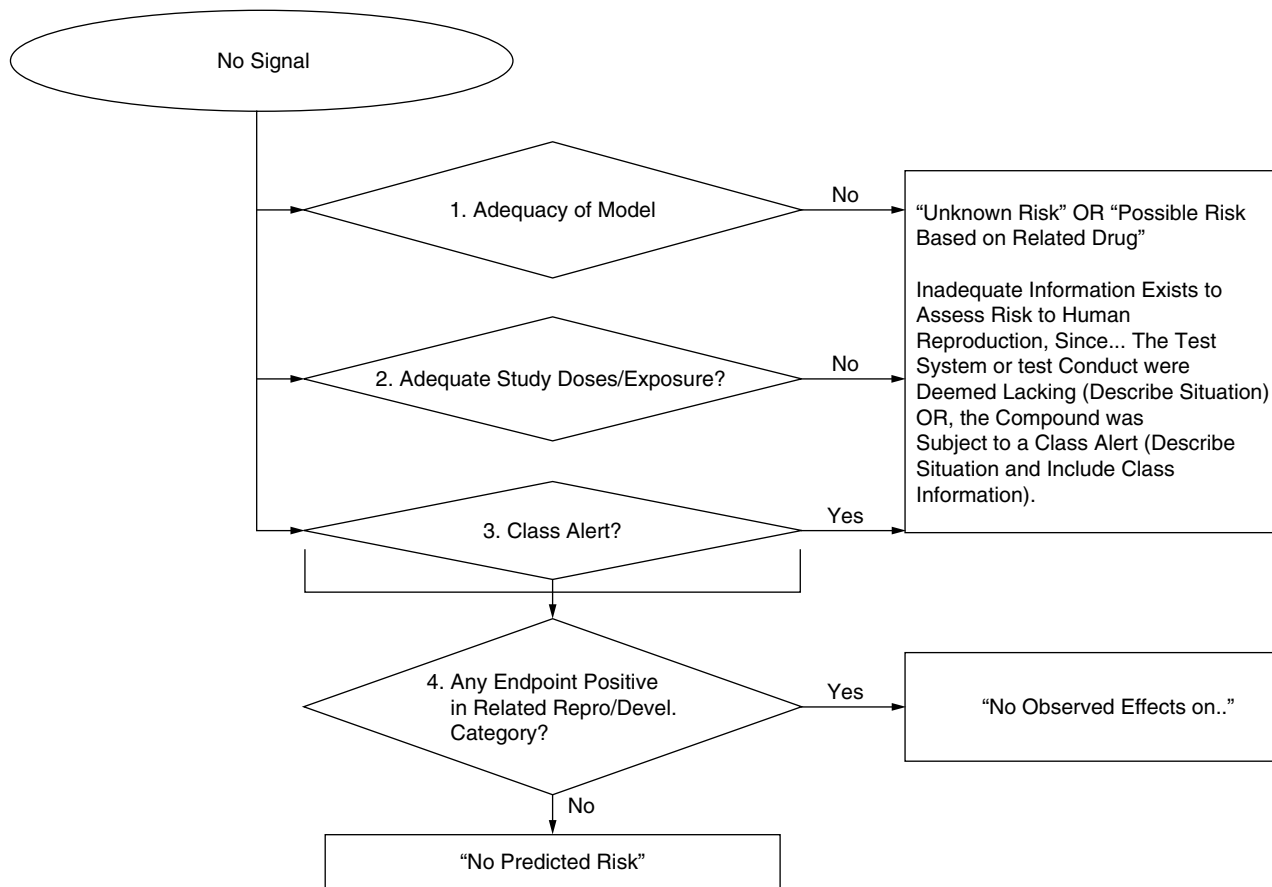 No Signal
1. Adequacy of Model
No
“Unknown Risk” OR “Possible Risk
Based on Related Drug”
Inadequate Information Exists to
Assess Risk to Human
Reproduction, Since... The Test
System or test Conduct were
Deemed Lacking (Describe Situation)
OR, the Compound was
Subject to a Class Alert (Describe
Situation and Include Class
Information).
2. Adequate Study Doses/Exposure?
No
3. Class Alert?
Yes
4. Any Endpoint Positive
in Related Repro/Devel.
Category?
Yes
“No Observed Effects on..”
No
“No Predicted Risk”